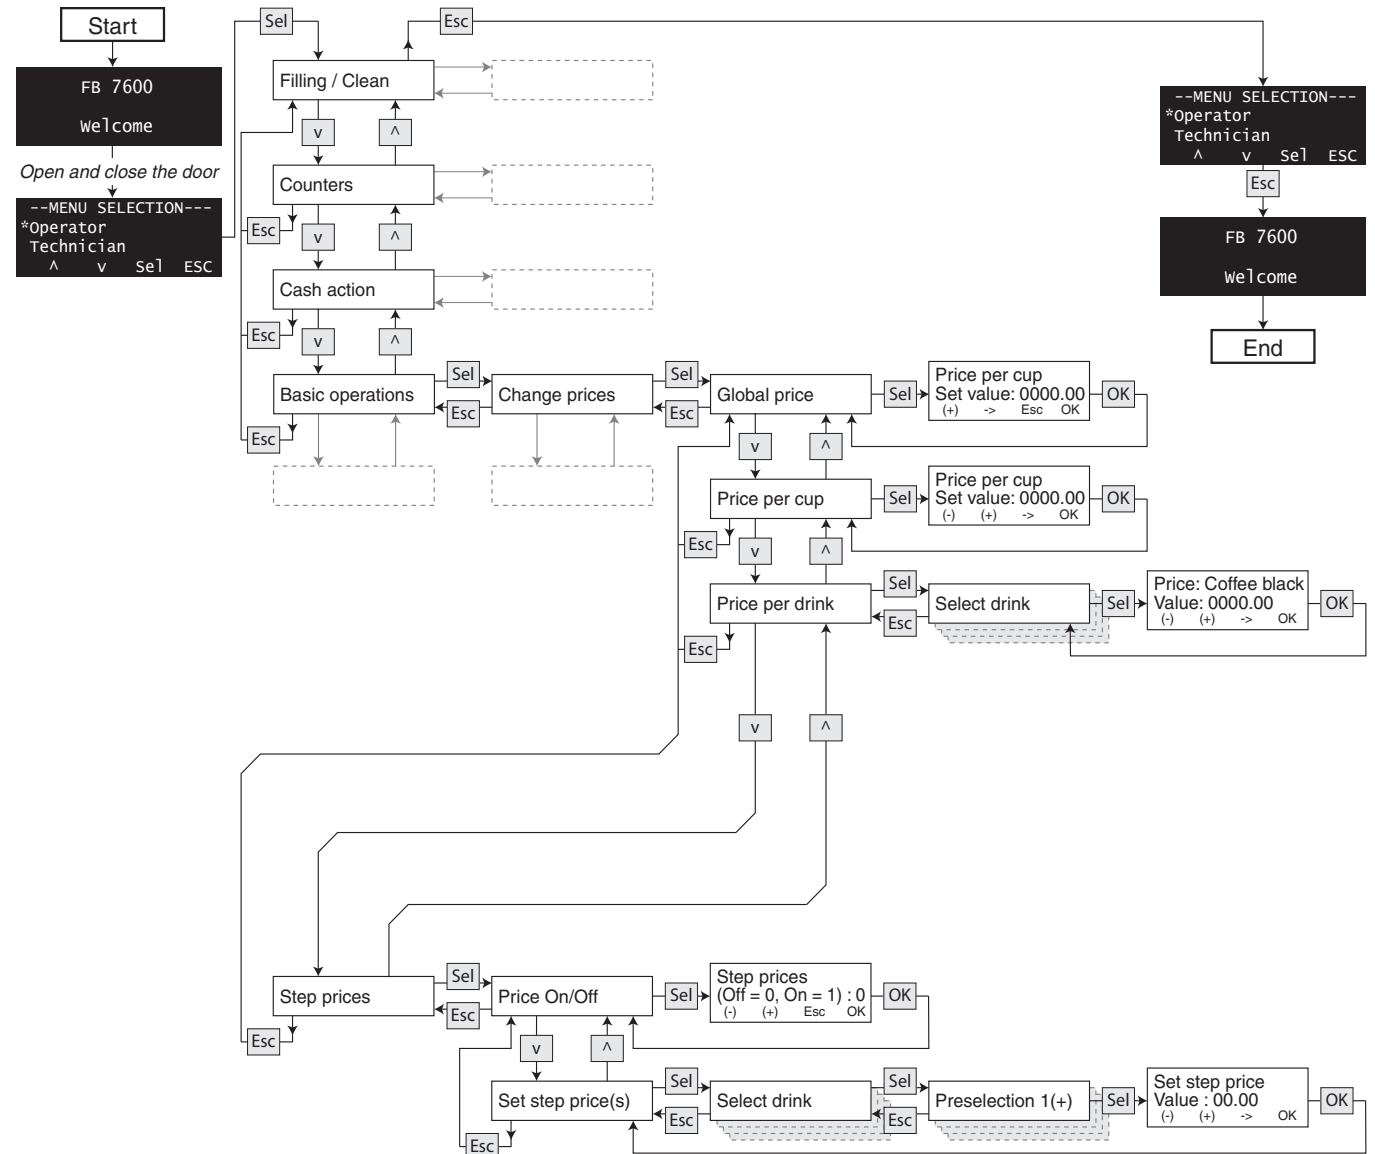 Start
FB 7600
Welcome
Open and close the door
--MENU SELECTION---
*Operator
Technician
^ v Sel ESC
Sel
Esc
Filling / Clean
v ^
Counters
Esc
v ^
Cash action
Esc
v ^
Basic operations
Esc
Sel
Esc
Change prices
Sel
Esc
Global price
Sel
Price per cup
Set value: 0000.00
(+) -> Esc OK
OK
v ^
Price per cup
Sel
Price per cup
Set value: 0000.00
(-) (+) -> OK
OK
Esc
v ^
Price per drink
Sel
Esc
Select drink
Sel
Price: Coffee black
Value: 0000.00
(-) (+) -> OK
OK
Esc
v ^
--MENU SELECTION---
*Operator
Technician
^ v Sel ESC
Esc
FB 7600
Welcome
End
Step prices
Esc
Sel
Esc
Price On/Off
Sel
Step prices
(Off = 0, On = 1) : 0
(-) (+) Esc OK
OK
v ^
Set step price(s)
Esc
Sel
Esc
Select drink
Sel
Esc
Preselection 1(+)
Sel
Set step price
Value : 00.00
(-) (+) -> OK
OK